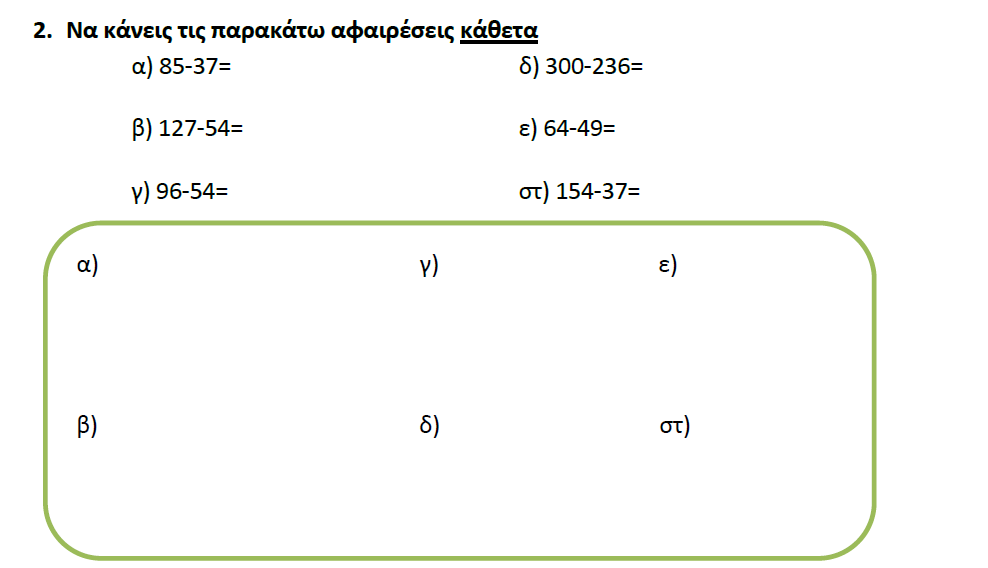 2. Να κάνεις τις παρακάτω αφαιρέσεις κάθετα
α) 85-37= δ) 300-236=
β) 127-54= ε) 64-49=
γ) 96-54= στ) 154-37=
α) γ) ε)
β) δ) στ)